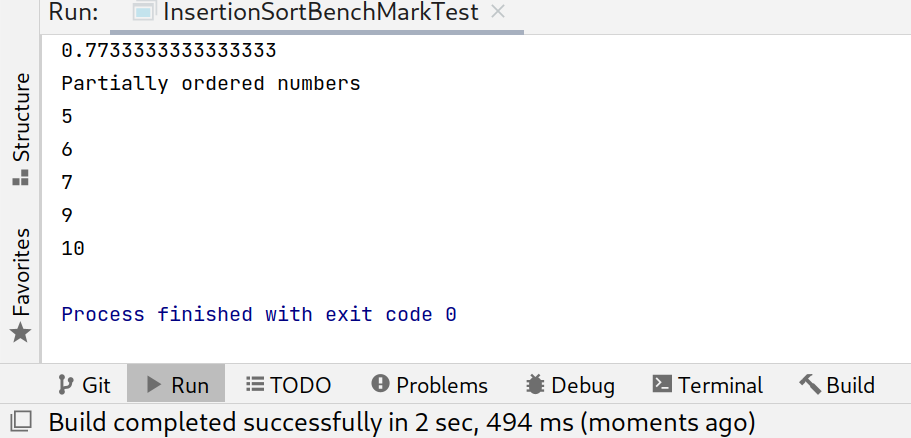 Run: InsertionSortBenchMarkTest
0.7733333333333333
Partially ordered numbers
5
6
7
9
10
Process finished with exit code 0
Structure
Favorites
Git Run TODO Problems Debug Terminal Build
Build completed successfully in 2 sec, 494 ms (moments ago)